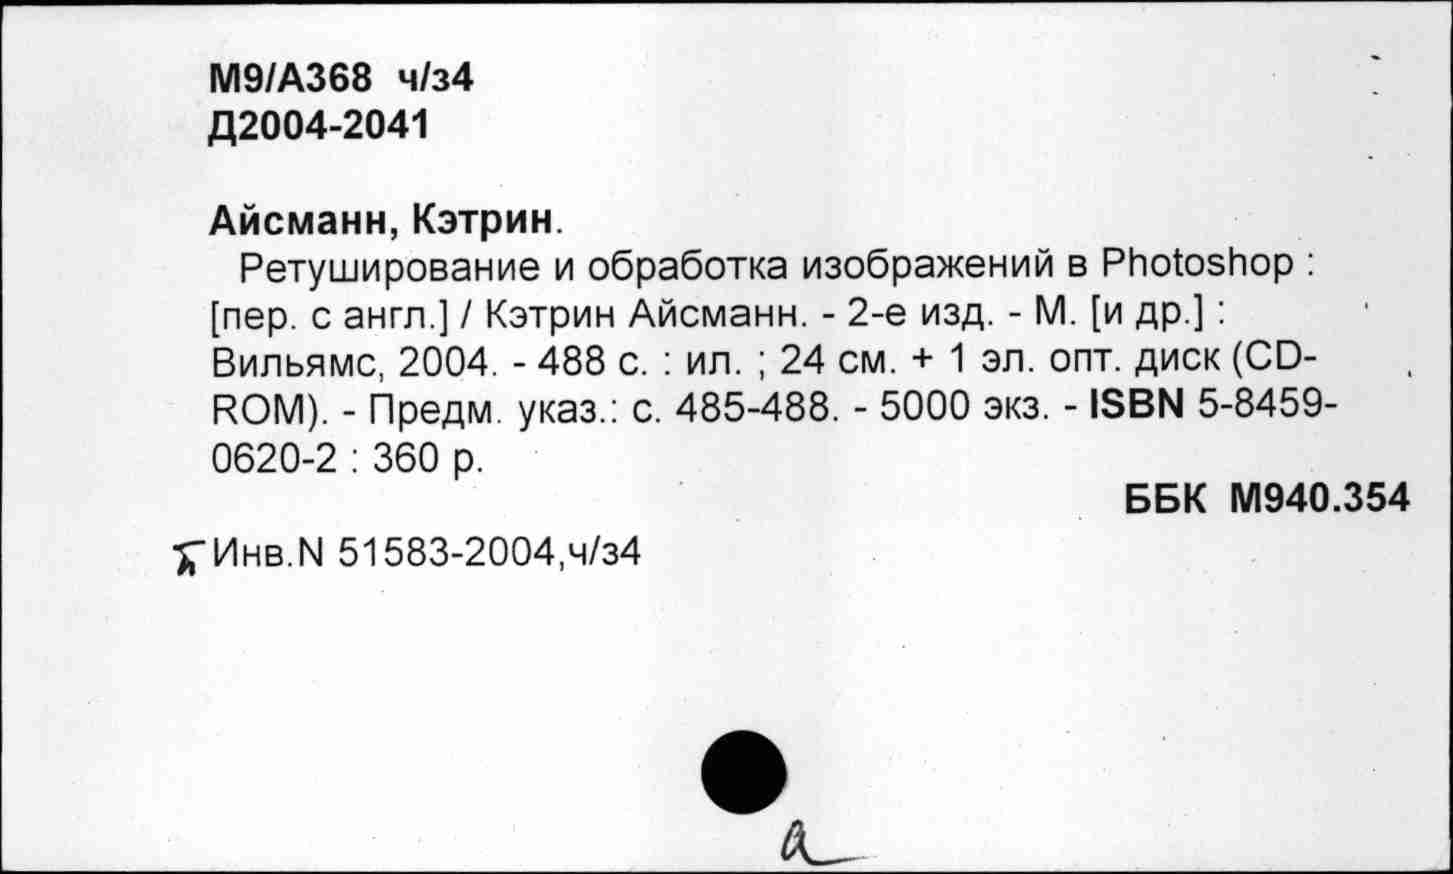 М9/А368 ч/з4
Д2004-2041
Айсманн, Кэтрин.
Ретуширование и обработка изображений в Photoshop :
[пер. с англ.] / Кэтрин Айсманн. - 2-е изд. - М. [и др.] :
Вильямс, 2004. - 488 с. : ил. ; 24 см. + 1 эл. опт. диск (CD-
ROM). - Предм. указ.: с. 485-488. - 5000 экз. - ISBN 5-8459-
0620-2 : 360 р.
ББК М940.354
Инв.N 51583-2004,ч/з4
а